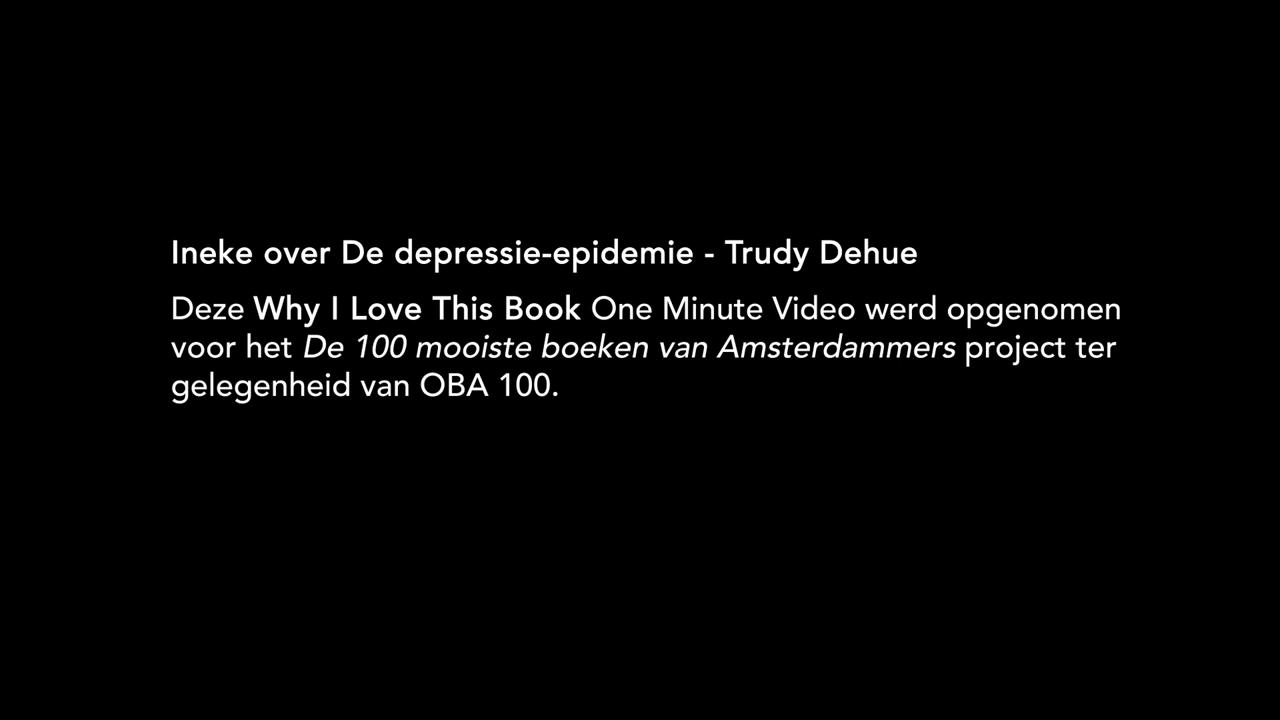 Ineke over De depressie-epidemie - Trudy Dehue
Deze Why I Love This Book One Minute Video werd opgenomen
voor het De 100 mooiste boeken van Amsterdammers project ter
gelegenheid van OBA 100.